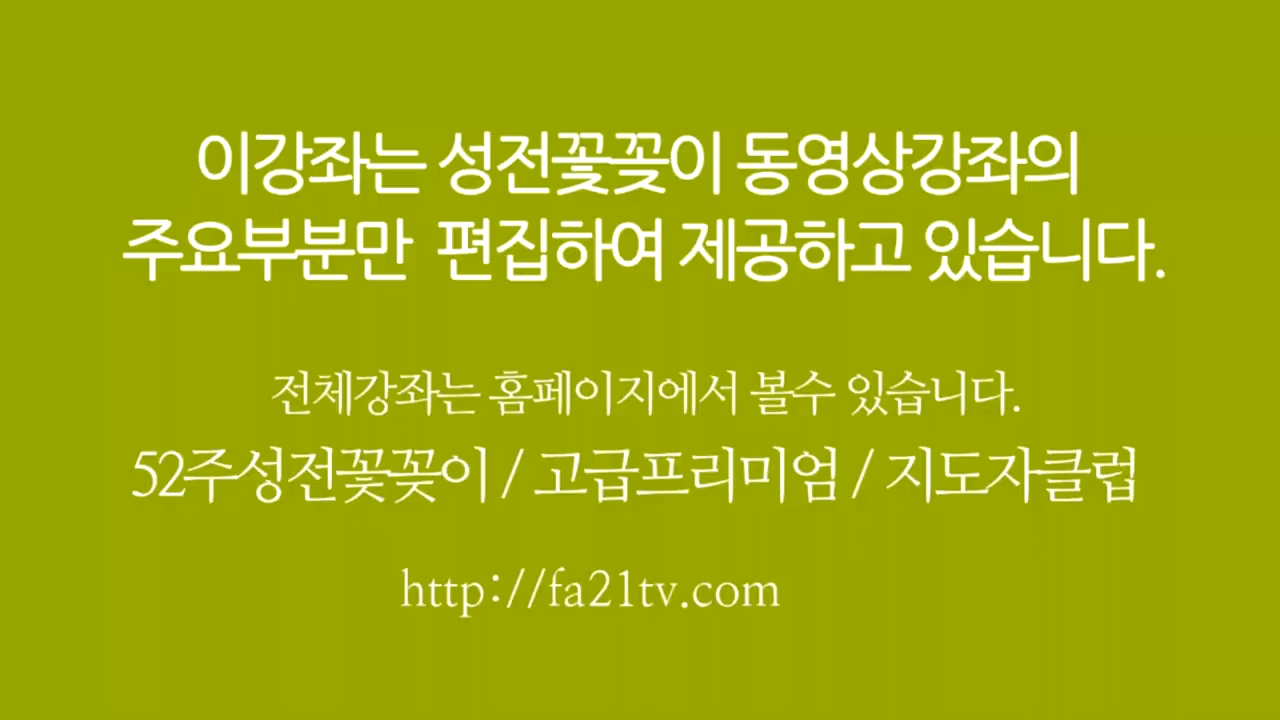 이강좌는 성전꽃꽂이 동영상강좌의
주요부분만 편집하여 제공하고 있습니다.
전체강좌는 홈페이지에서 볼수 있습니다.
52주성전꽃꽂이 / 고급프리미엄 / 지도자클럽
http://fa21tv.com